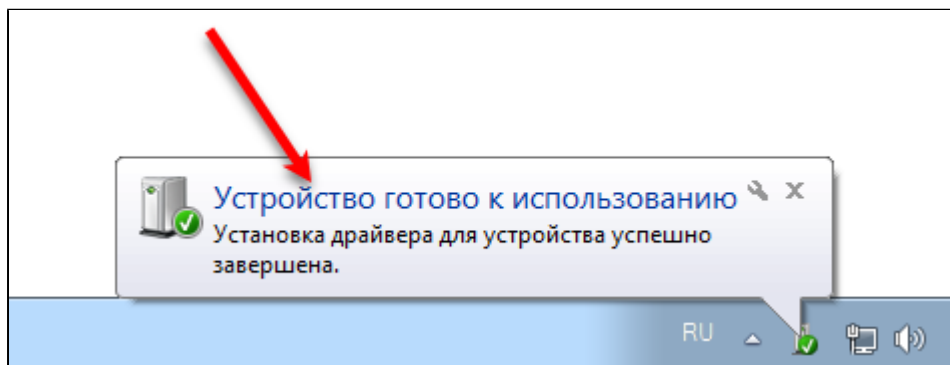 Устройство готово к использованию
Установка драйвера для устройства успешно
завершена.
RU